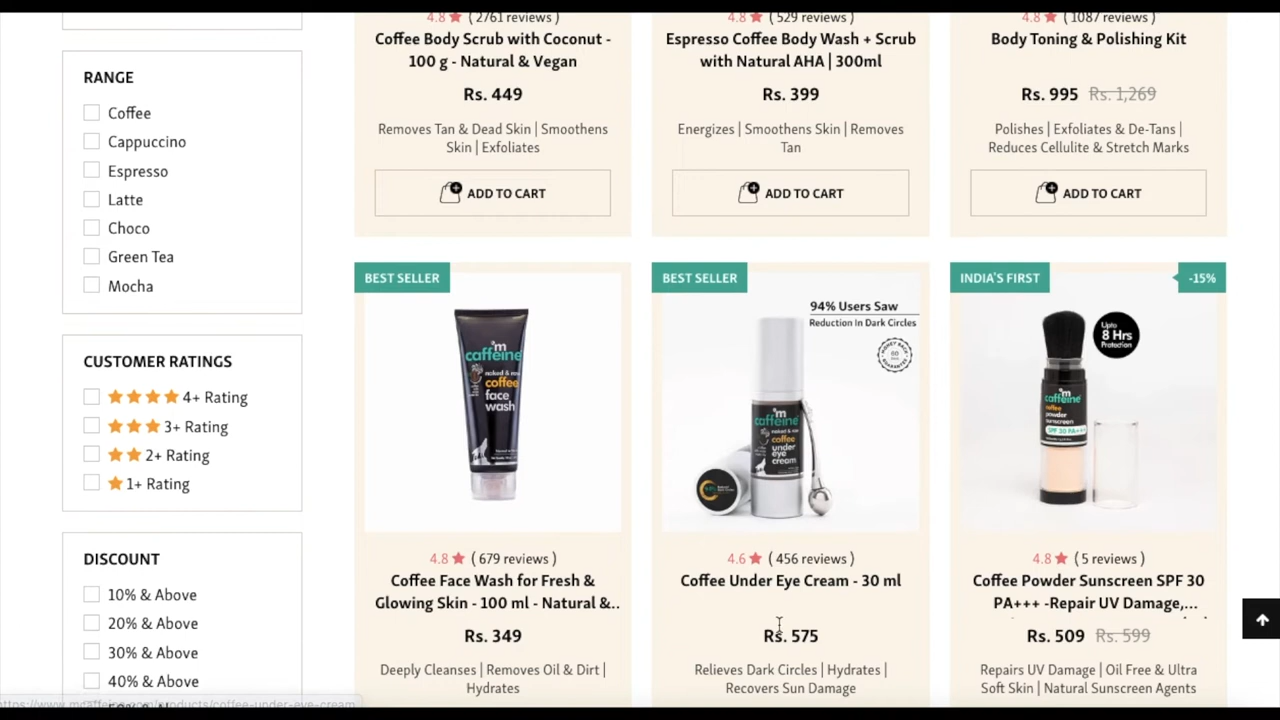 4.8 ★ ( 2761 reviews )
Coffee Body Scrub with Coconut -
100 g - Natural & Vegan
Rs. 449
Removes Tan & Dead Skin | Smoothens
Skin | Exfoliates
ADD TO CART
4.8 ★ ( 529 reviews )
Espresso Coffee Body Wash + Scrub
with Natural AHA | 300ml
Rs. 399
Energizes | Smoothens Skin | Removes
Tan
ADD TO CART
4.8 ★ ( 1087 reviews )
Body Toning & Polishing Kit
Rs. 995 Rs. 1,269
Polishes | Exfoliates & De-Tans |
Reduces Cellulite & Stretch Marks
ADD TO CART
RANGE
Coffee
Cappuccino
Espresso
Latte
Choco
Green Tea
Mocha
CUSTOMER RATINGS
★★★★ 4+ Rating
★★★ 3+ Rating
★★ 2+ Rating
★ 1+ Rating
DISCOUNT
10% & Above
20% & Above
30% & Above
40% & Above
BEST SELLER
'm
caffeine
naked &
coffee
face
wash
4.8 ★ ( 679 reviews )
Coffee Face Wash for Fresh &
Glowing Skin - 100 ml - Natural &..
Rs. 349
Deeply Cleanses | Removes Oil & Dirt |
Hydrates
BEST SELLER
94% Users Saw
Reduction In Dark Circles
'm
caffeine
naked &
coffee
under
eye
cream
4.6 ★ ( 456 reviews )
Coffee Under Eye Cream - 30 ml
Rs. 575
Relieves Dark Circles | Hydrates |
Recovers Sun Damage
INDIA'S FIRST
-15%
Upto
8 Hrs
Protection
'm
caffeine
coffee
powder
sunscreen
SPF 30 PA+++
4.8 ★ ( 5 reviews )
Coffee Powder Sunscreen SPF 30
PA+++ -Repair UV Damage,...
Rs. 509 Rs. 599
Repairs UV Damage | Oil Free & Ultra
Soft Skin | Natural Sunscreen Agents